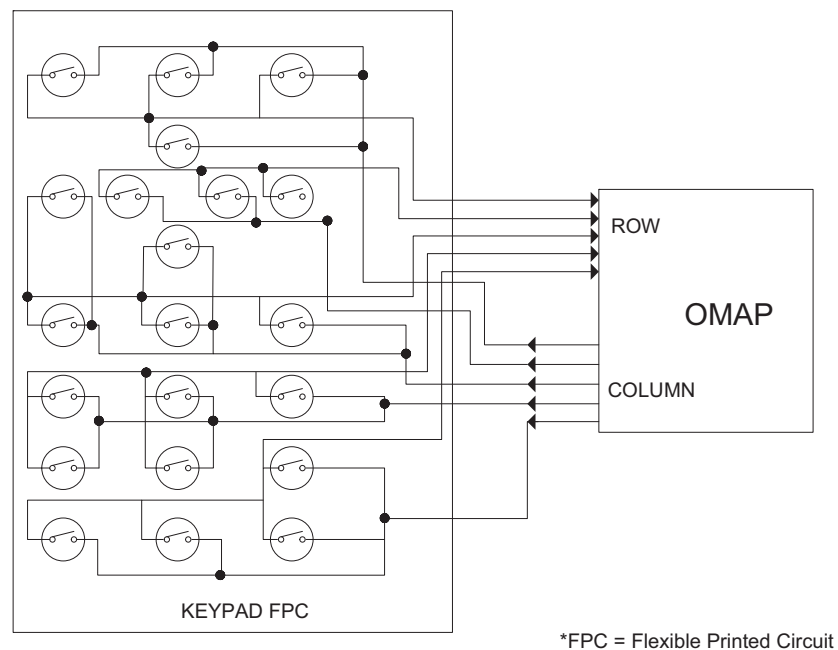 ROW
OMAP
COLUMN
KEYPAD FPC
*FPC = Flexible Printed Circuit